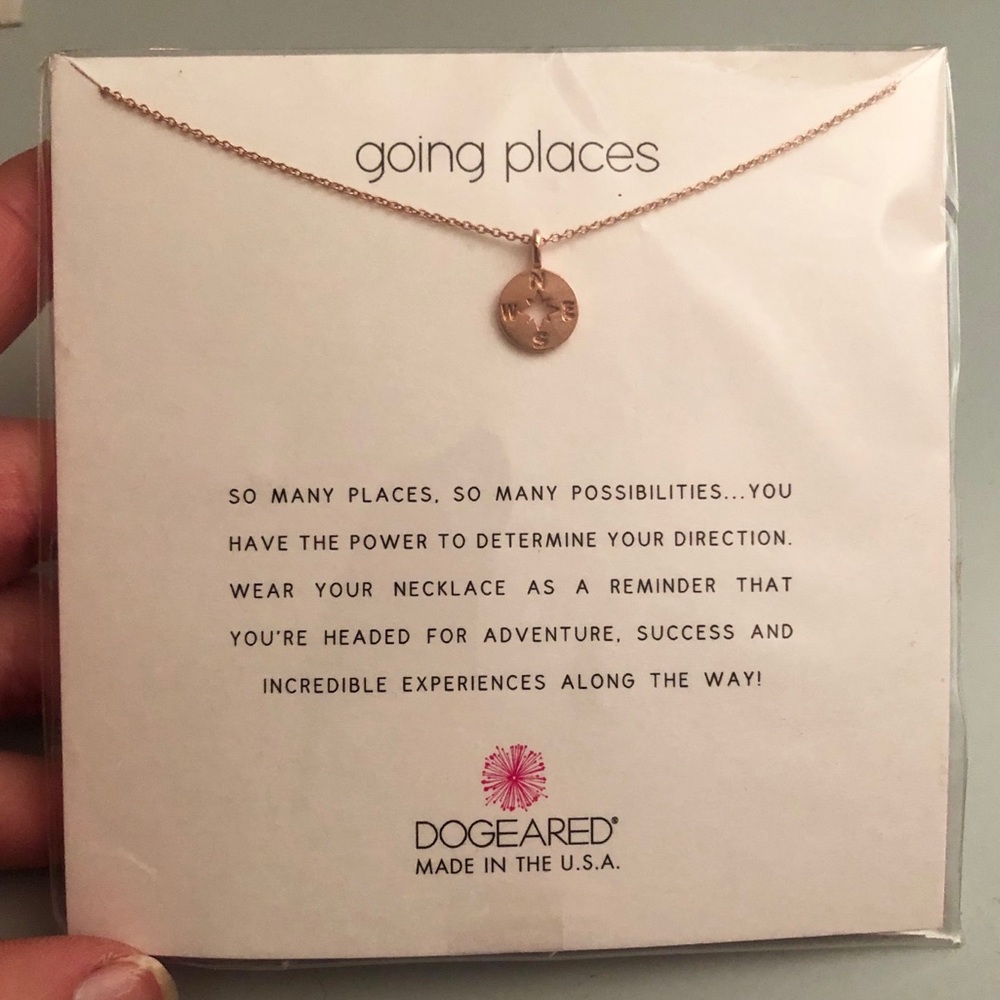 going places
N
W E
S
SO MANY PLACES, SO MANY POSSIBILITIES...YOU
HAVE THE POWER TO DETERMINE YOUR DIRECTION.
WEAR YOUR NECKLACE AS A REMINDER THAT
YOU'RE HEADED FOR ADVENTURE, SUCCESS AND
INCREDIBLE EXPERIENCES ALONG THE WAY!
DOGEARED®
MADE IN THE U.S.A.